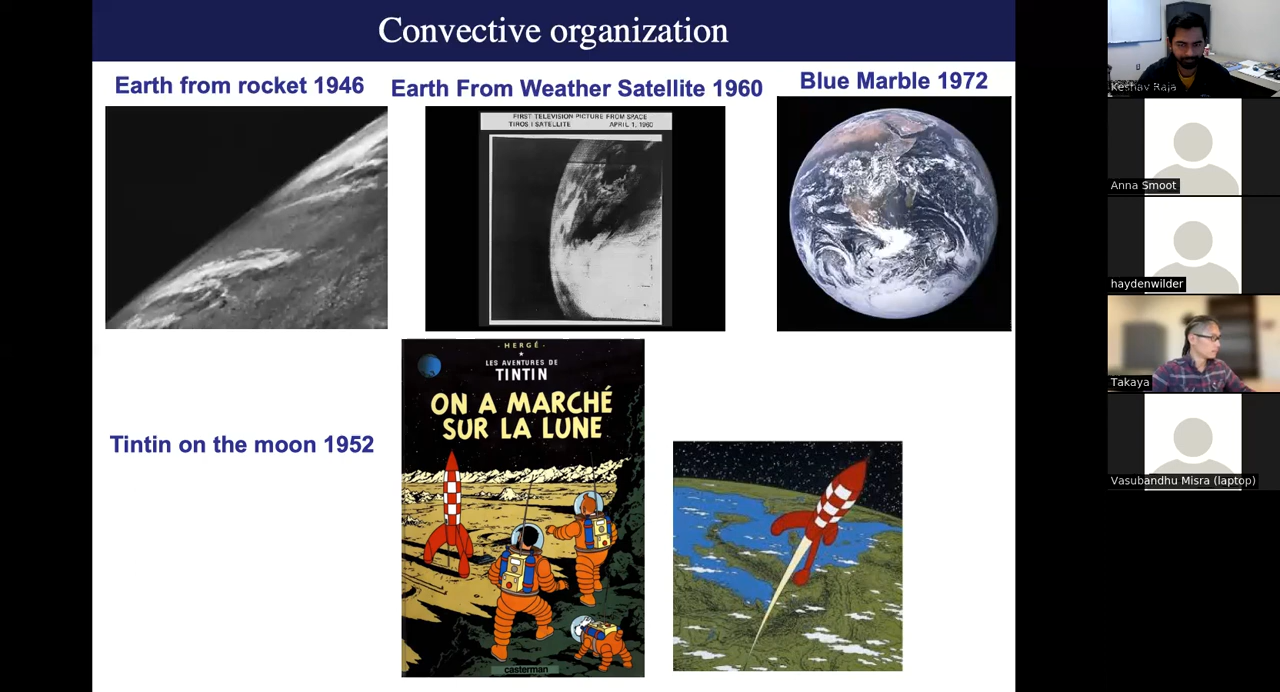 Convective organization
Earth from rocket 1946
Earth From Weather Satellite 1960
Blue Marble 1972
FIRST TELEVISION PICTURE FROM SPACE
TIROS I SATELLITE APRIL 1, 1960
Tintin on the moon 1952
- HERGÉ -
LES AVENTURES DE
TINTIN
ON A MARCHÉ
SUR LA LUNE
casterman
Keshav Raja
Anna Smoot
haydenwilder
Takaya
Vasubandhu Misra (laptop)